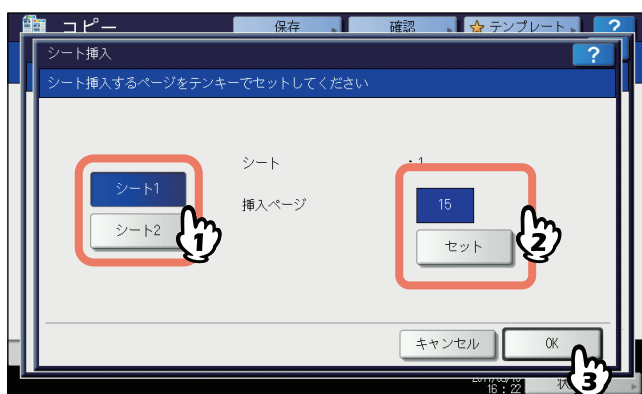 コピー 保存 確認 テンプレート ?
シート挿入 ?
シート挿入するページをテンキーでセットしてください
シート :1
シート1
挿入ページ 15
シート2
セット
1
2
キャンセル OK
3
16:22